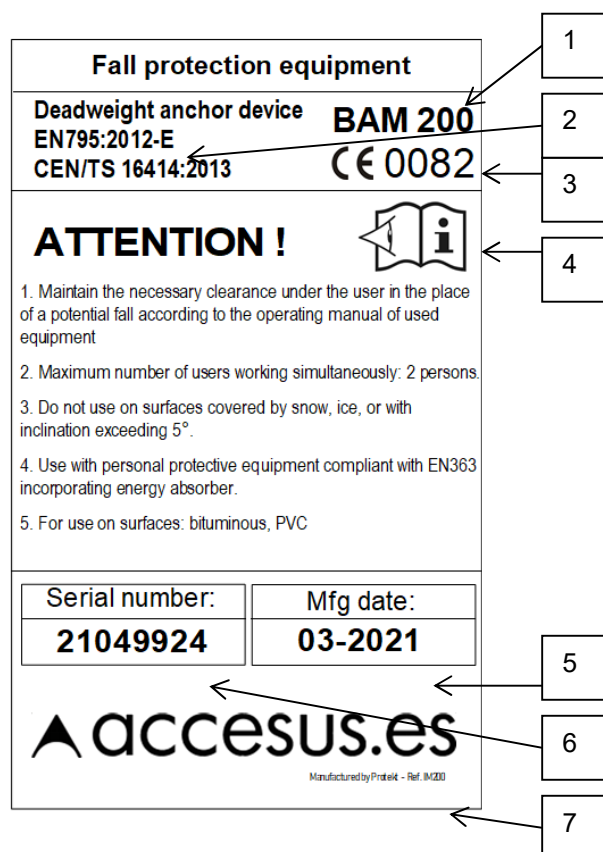 Fall protection equipment
Deadweight anchor device
EN795:2012-E
CEN/TS 16414:2013
BAM 200
CE 0082
ATTENTION !
i
1. Maintain the necessary clearance under the user in the place
of a potential fall according to the operating manual of used
equipment
2. Maximum number of users working simultaneously: 2 persons.
3. Do not use on surfaces covered by snow, ice, or with
inclination exceeding 5°.
4. Use with personal protective equipment compliant with EN363
incorporating energy absorber.
5. For use on surfaces: bituminous, PVC
Serial number:
21049924
Mfg date:
03-2021
accesus.es
Manufactured by Protekt - Ref. IM200
1
2
3
4
5
6
7